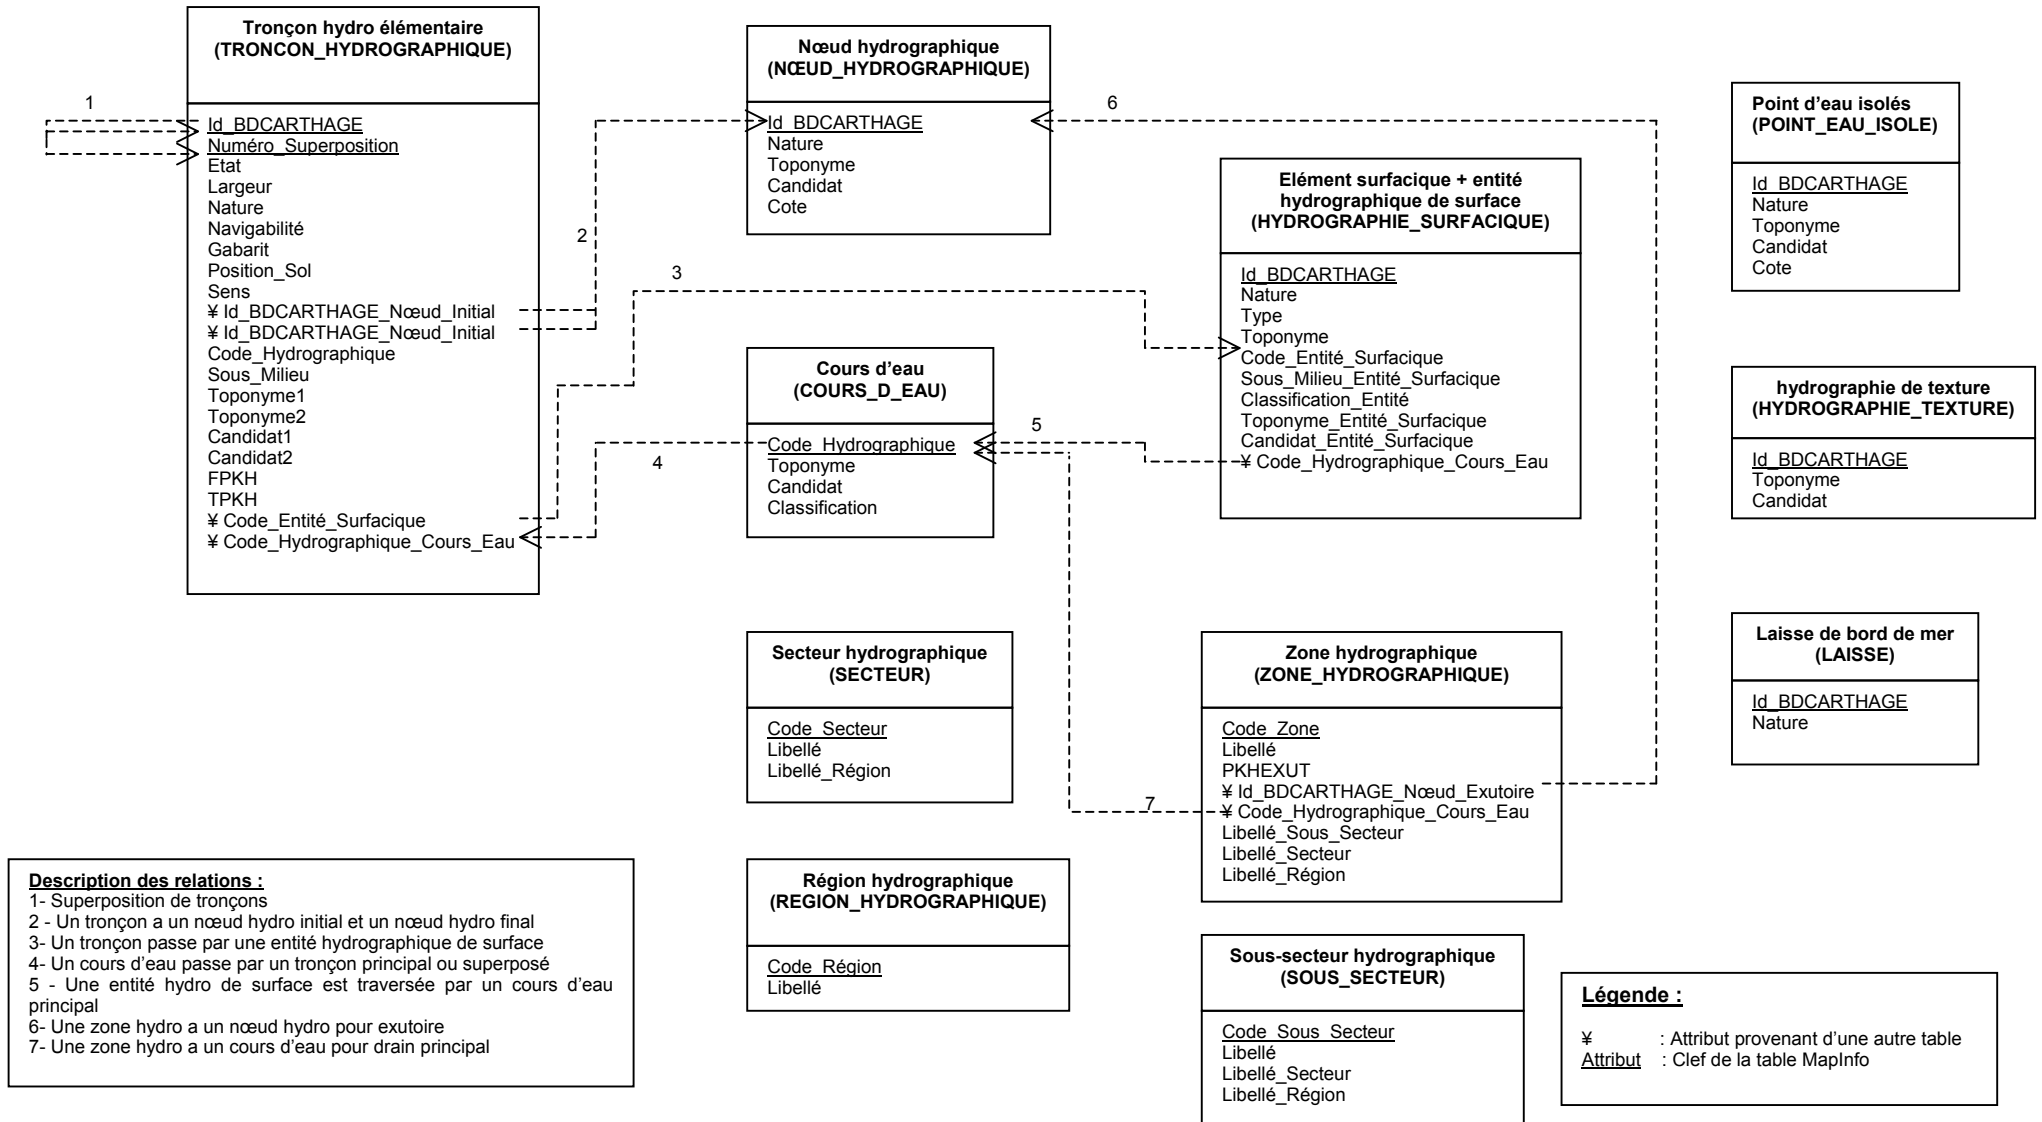 Tronçon hydro élémentaire
(TRONCON_HYDROGRAPHIQUE)
1
Id_BDCARTHAGE
Numéro_Superposition
Etat
Largeur
Nature
Navigabilité
Gabarit
Position_Sol
Sens
¥ Id_BDCARTHAGE_Nœud_Initial
¥ Id_BDCARTHAGE_Nœud_Initial
Code_Hydrographique
Sous_Milieu
Toponyme1
Toponyme2
Candidat1
Candidat2
FPKH
TPKH
¥ Code_Entité_Surfacique
¥ Code_Hydrographique_Cours_Eau
2
3
4
Nœud hydrographique
(NŒUD_HYDROGRAPHIQUE)
Id_BDCARTHAGE
Nature
Toponyme
Candidat
Cote
6
Cours d'eau
(COURS_D_EAU)
Code_Hydrographique
Toponyme
Candidat
Classification
5
Elément surfacique + entité
hydrographique de surface
(HYDROGRAPHIE_SURFACIQUE)
Id_BDCARTHAGE
Nature
Type
Toponyme
Code_Entité_Surfacique
Sous_Milieu_Entité_Surfacique
Classification_Entité
Toponyme_Entité_Surfacique
Candidat_Entité_Surfacique
¥ Code_Hydrographique_Cours_Eau
Point d'eau isolés
(POINT_EAU_ISOLE)
Id_BDCARTHAGE
Nature
Toponyme
Candidat
Cote
hydrographie de texture
(HYDROGRAPHIE_TEXTURE)
Id_BDCARTHAGE
Toponyme
Candidat
Laisse de bord de mer
(LAISSE)
Id_BDCARTHAGE
Nature
Secteur hydrographique
(SECTEUR)
Code_Secteur
Libellé
Libellé_Région
7
Zone hydrographique
(ZONE_HYDROGRAPHIQUE)
Code_Zone
Libellé
PKHEXUT
¥ Id_BDCARTHAGE_Nœud_Exutoire
¥ Code_Hydrographique_Cours_Eau
Libellé_Sous_Secteur
Libellé_Secteur
Libellé_Région
Description des relations :
1- Superposition de tronçons
2 - Un tronçon a un nœud hydro initial et un nœud hydro final
3- Un tronçon passe par une entité hydrographique de surface
4- Un cours d'eau passe par un tronçon principal ou superposé
5 - Une entité hydro de surface est traversée par un cours d'eau
principal
6- Une zone hydro a un nœud hydro pour exutoire
7- Une zone hydro a un cours d'eau pour drain principal
Région hydrographique
(REGION_HYDROGRAPHIQUE)
Code_Région
Libellé
Sous-secteur hydrographique
(SOUS_SECTEUR)
Code_Sous_Secteur
Libellé
Libellé_Secteur
Libellé_Région
Légende :
¥ : Attribut provenant d'une autre table
Attribut : Clef de la table MapInfo